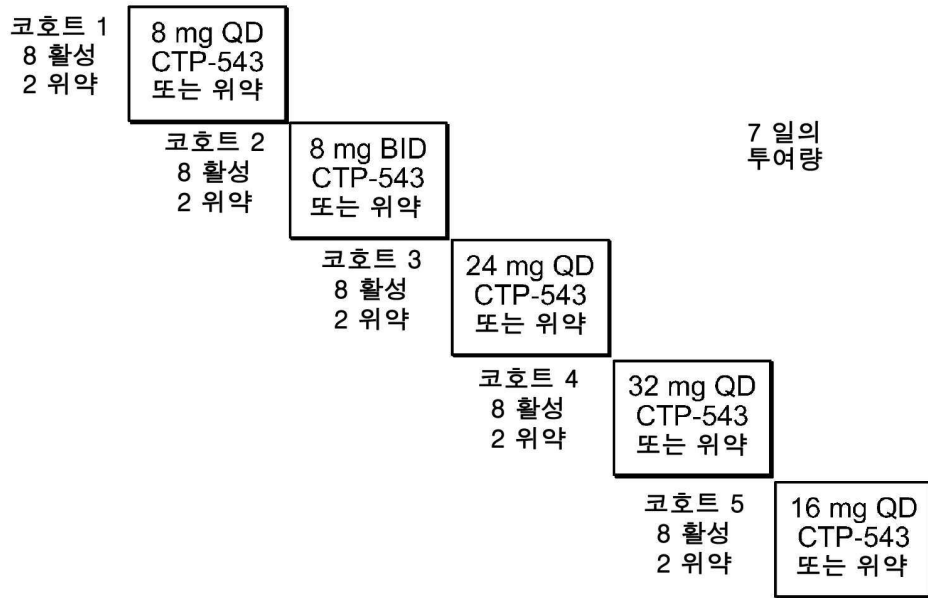 코호트 1
8 활성
2 위약
8 mg QD
CTP-543
또는 위약
코호트 2
8 활성
2 위약
8 mg BID
CTP-543
또는 위약
7 일의
투여량
코호트 3
8 활성
2 위약
24 mg QD
CTP-543
또는 위약
코호트 4
8 활성
2 위약
32 mg QD
CTP-543
또는 위약
코호트 5
8 활성
2 위약
16 mg QD
CTP-543
또는 위약